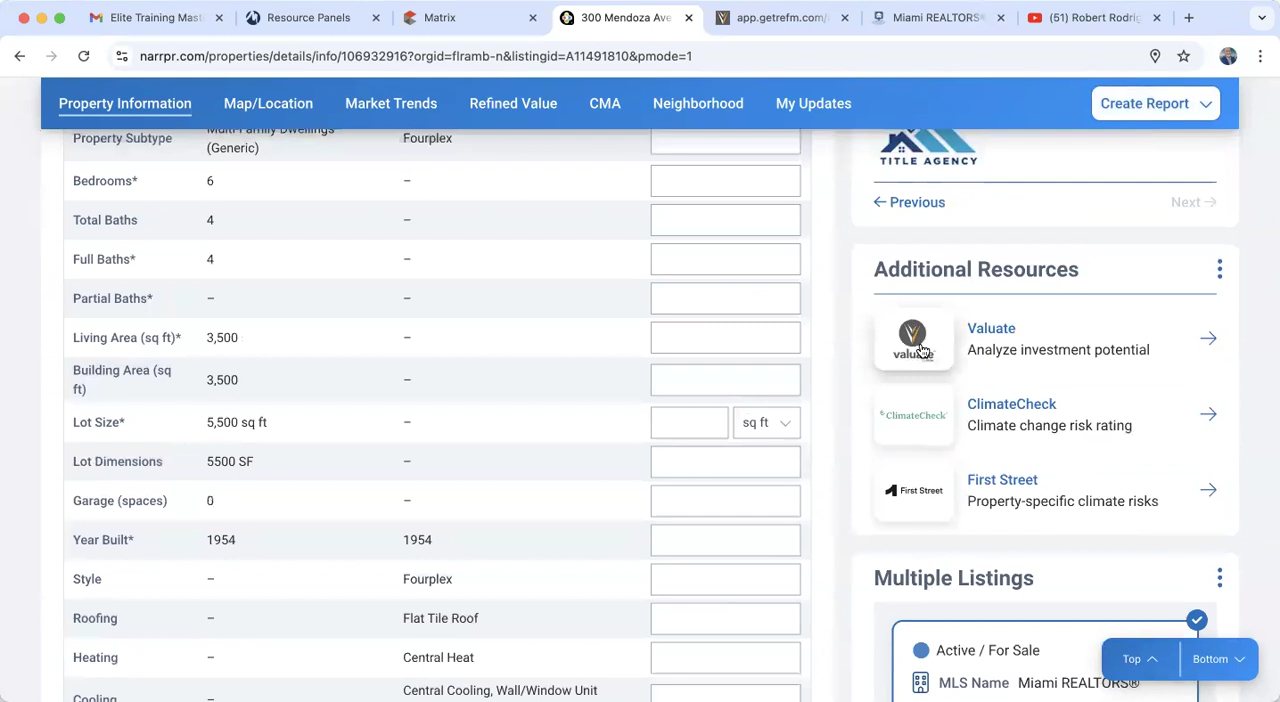 Elite Training Mast
Resource Panels
Matrix
300 Mendoza Ave
app.getrefm.com/
Miami REALTORS®
(51) Robert Rodrig
narrpr.com/properties/details/info/106932916?orgid=flramb-n&listingid=A11491810&pmode=1
Property Information Map/Location Market Trends Refined Value CMA Neighborhood My Updates Create Report
Property Subtype Multi-Family Dwellings (Generic) Fourplex
Bedrooms* 6 –
Total Baths 4 –
Full Baths* 4 –
Partial Baths* – –
Living Area (sq ft)* 3,500 –
Building Area (sq ft) 3,500 –
Lot Size* 5,500 sq ft – sq ft
Lot Dimensions 5500 SF –
Garage (spaces) 0 –
Year Built* 1954 1954
Style – Fourplex
Roofing – Flat Tile Roof
Heating – Central Heat
Cooling Central Cooling, Wall/Window Unit
TITLE AGENCY
Previous Next
Additional Resources
valuate
Valuate
Analyze investment potential
ClimateCheck
ClimateCheck
Climate change risk rating
First Street
First Street
Property-specific climate risks
Multiple Listings
Active / For Sale
MLS Name Miami REALTORS®
Top Bottom